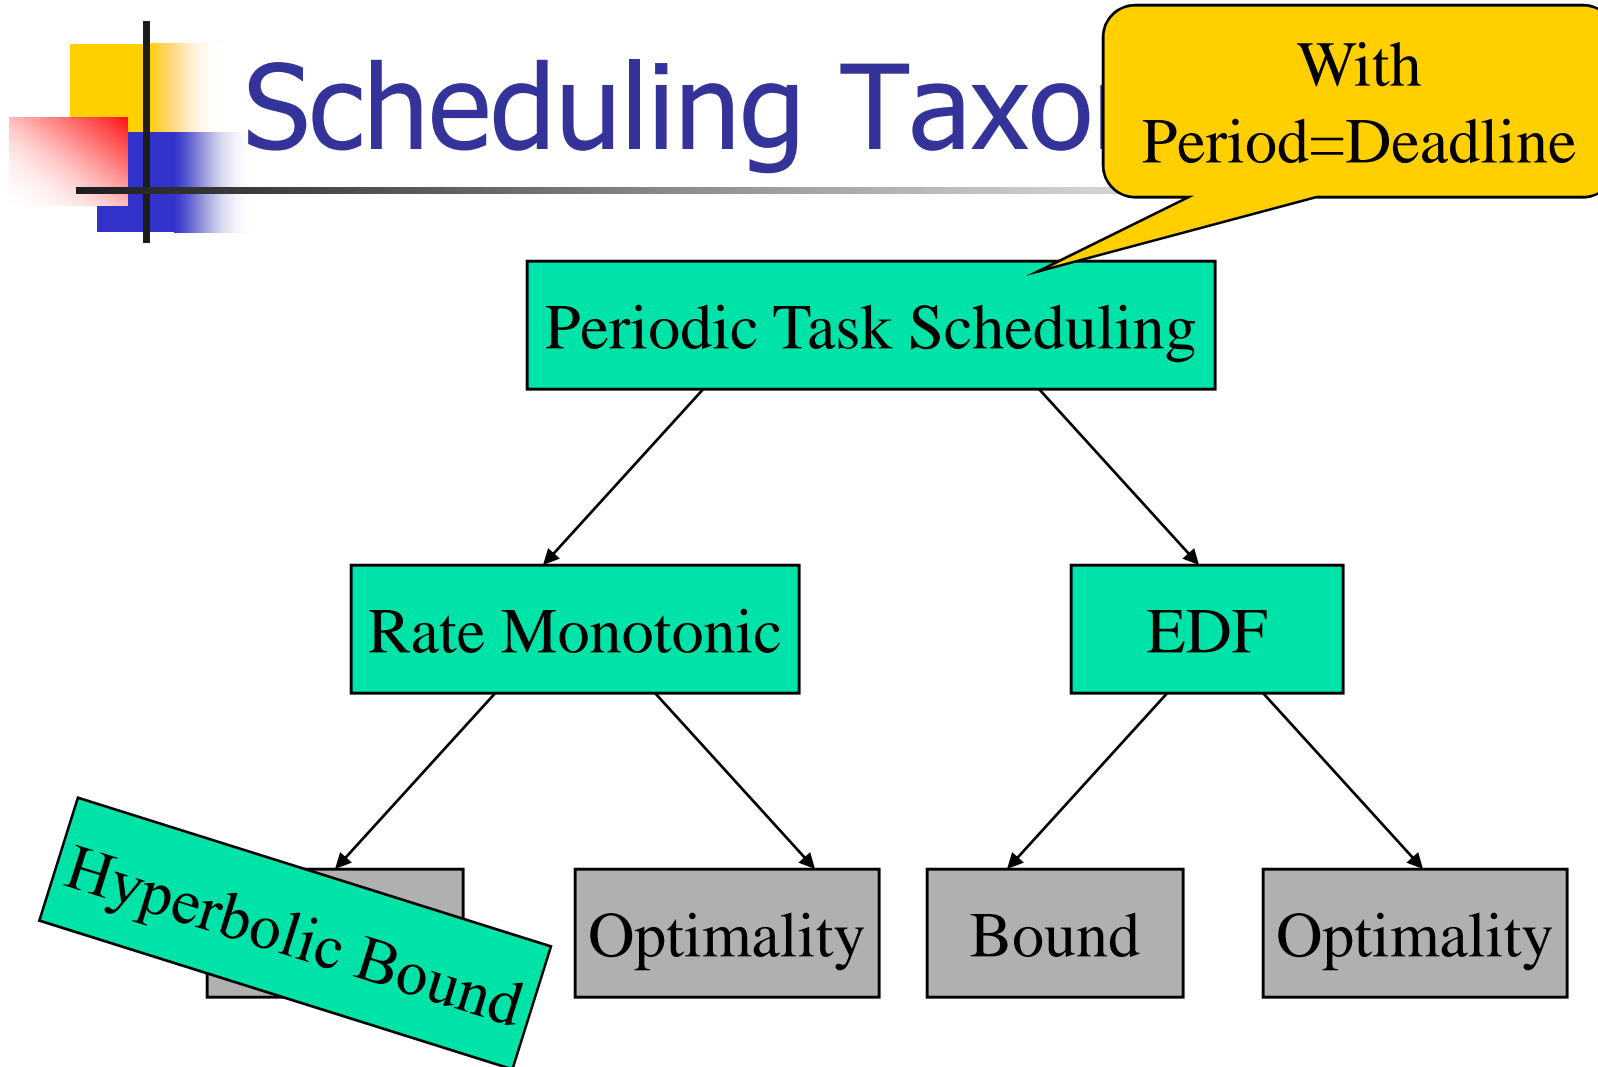 Scheduling Taxo
With
Period=Deadline
Periodic Task Scheduling
Rate Monotonic
EDF
Hyperbolic Bound
Optimality
Bound
Optimality